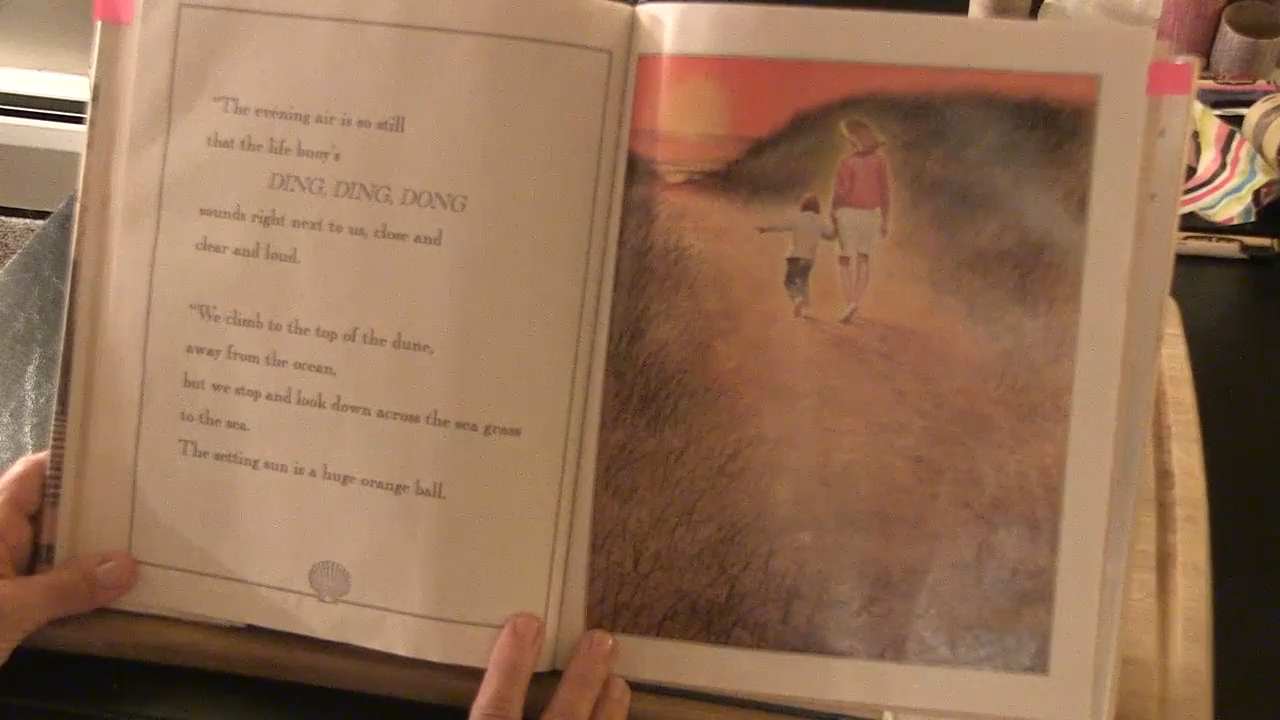 "The evening air is so still
that the life buoy's
DING, DING, DONG
sounds right next to us, close and
clear and loud.
"We climb to the top of the dune,
away from the ocean,
but we stop and look down across the sea grass
to the sea.
The setting sun is a huge orange ball.